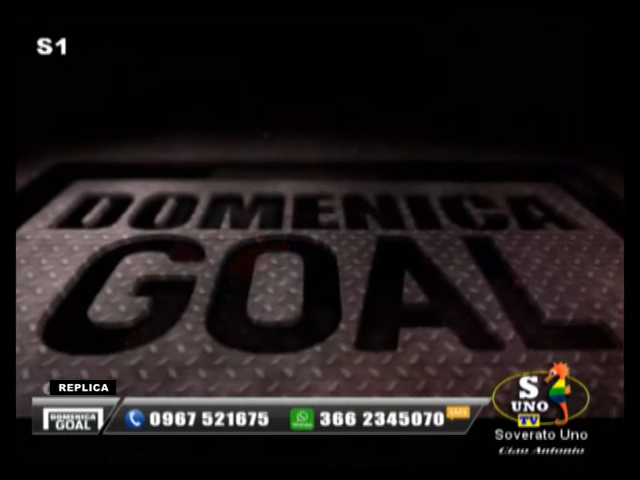 S1
DOMENICA
GOAL
REPLICA
DOMENICA
GOAL
0967 521675
366 2345070
SMS
S
UNO
TV
Soverato Uno
Ciao Antonio